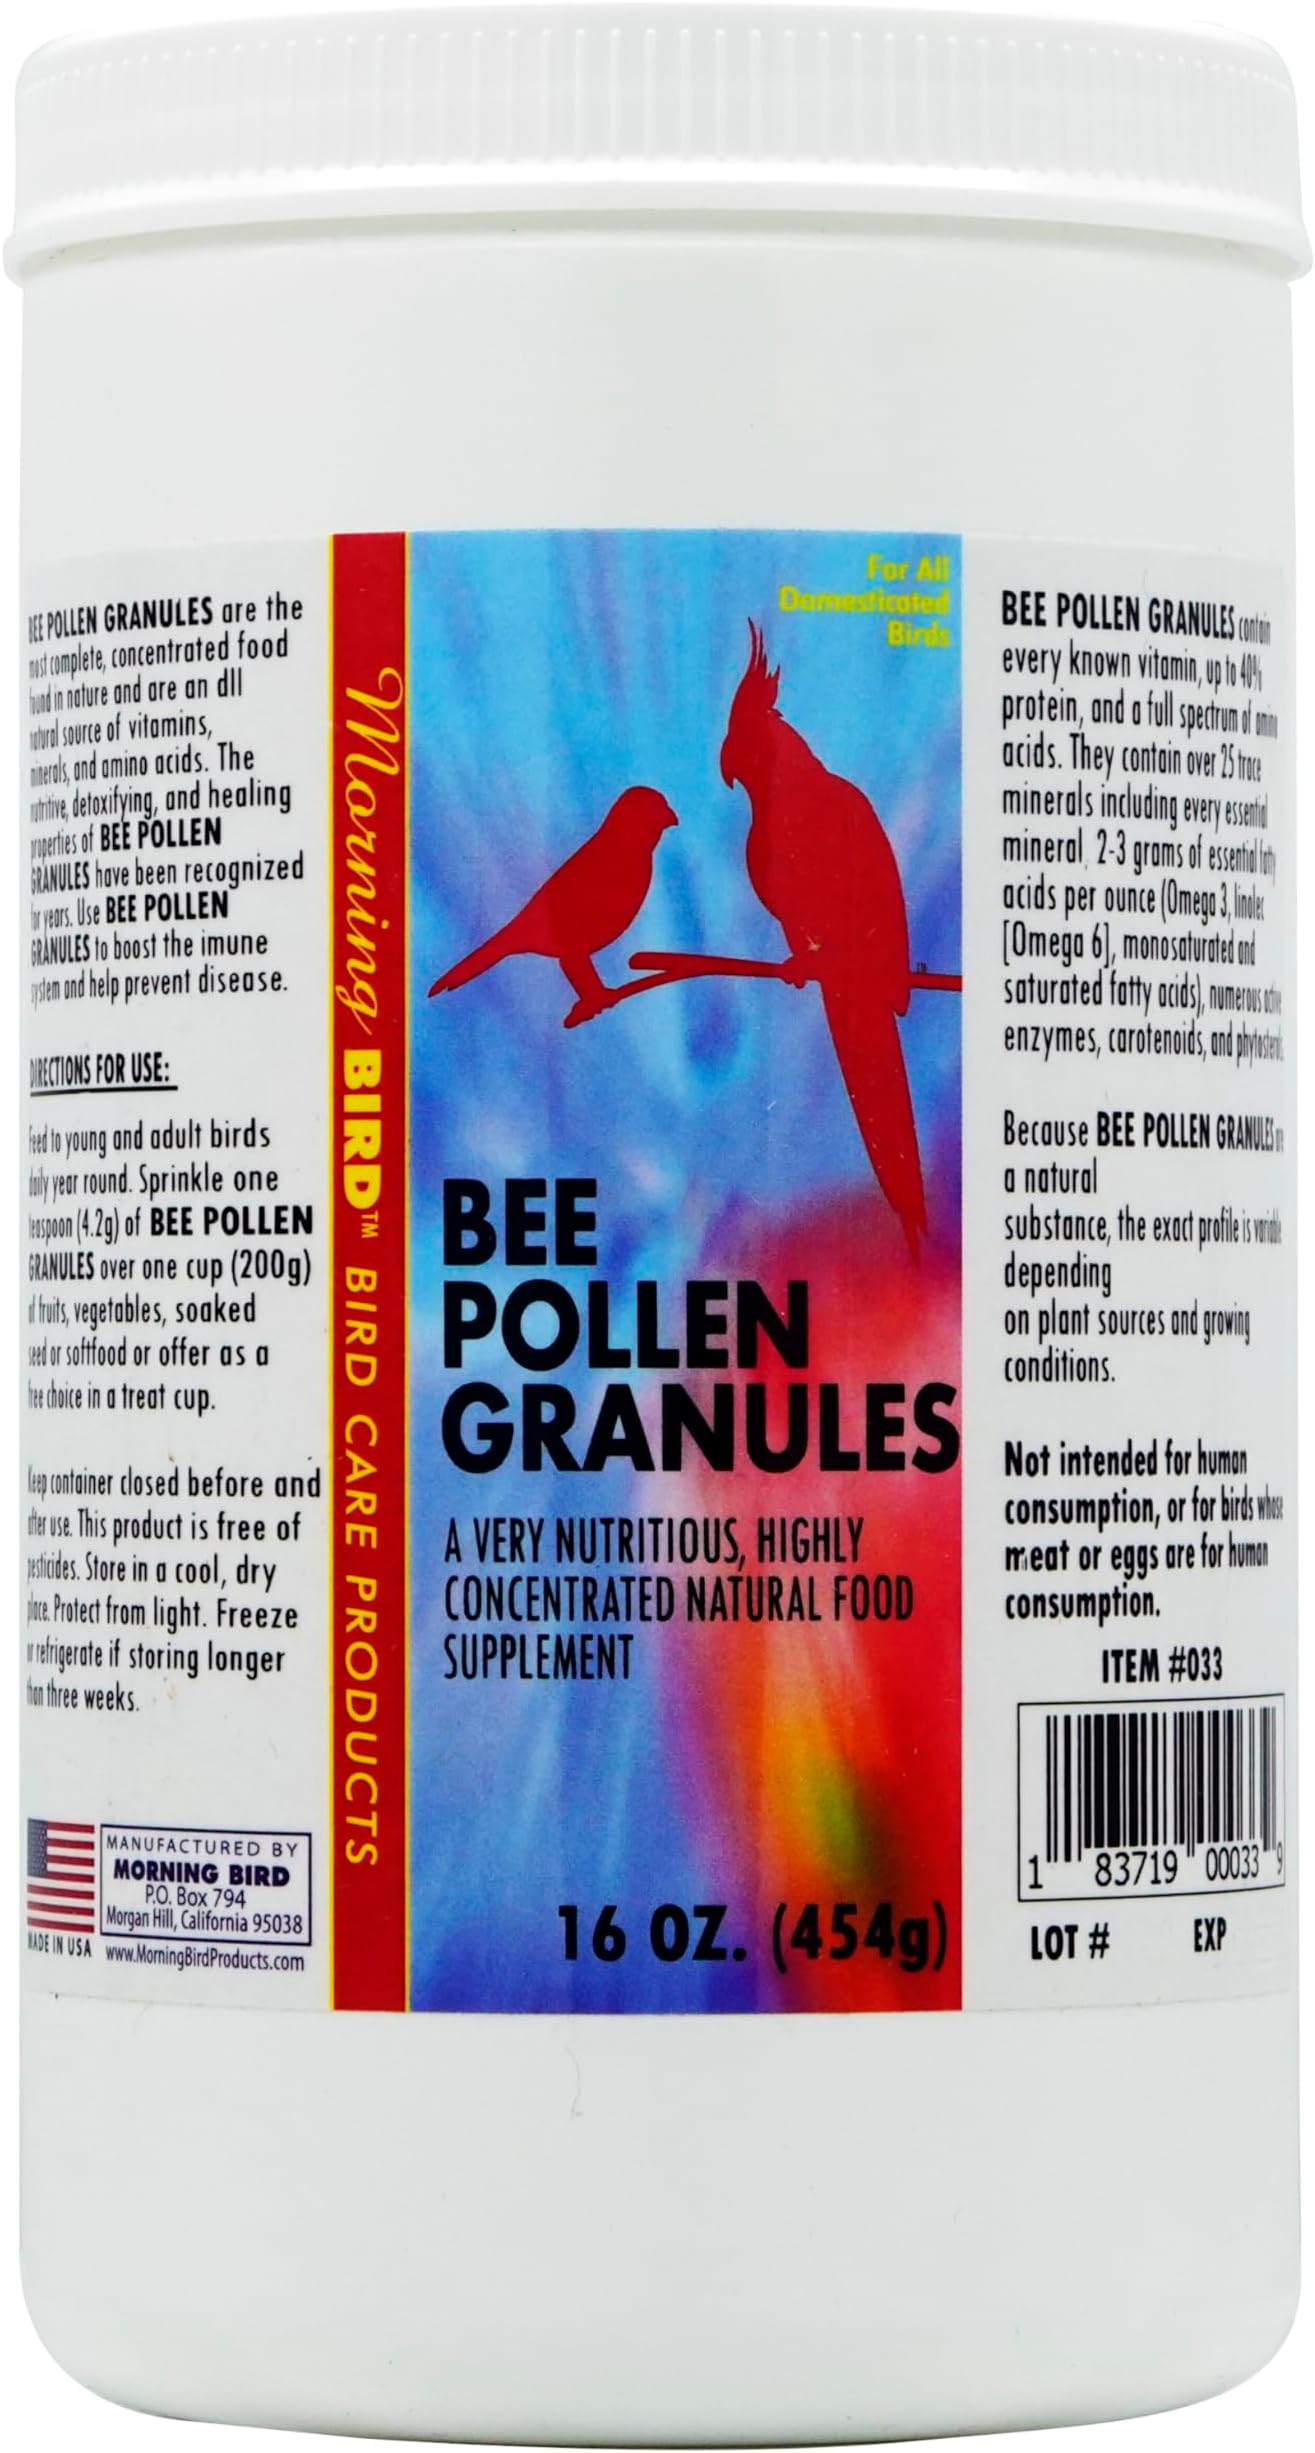 BEE POLLEN GRANULES are the
most complete, concentrated food
found in nature and are an dll
natural source of vitamins,
minerals, and amino acids. The
nutritive, detoxifying, and healing
properties of BEE POLLEN
GRANULES have been recognized
for years. Use BEE POLLEN
GRANULES to boost the imune
system and help prevent disease.
DIRECTIONS FOR USE:
Feed to young and adult birds
daily year round. Sprinkle one
teaspoon (4.2g) of BEE POLLEN
GRANULES over one cup (200g)
of fruits, vegetables, soaked
seed or softfood or offer as a
free choice in a treat cup.
Keep container closed before and
after use. This product is free of
pesticides. Store in a cool, dry
place. Protect from light. Freeze
or refrigerate if storing longer
than three weeks.
MADE IN USA
MANUFACTURED BY
MORNING BIRD
P.O. Box 794
Morgan Hill, California 95038
www.MorningBirdProducts.com
Morning BIRD™ BIRD CARE PRODUCTS
For All
Domesticated
Birds
TM
BEE
POLLEN
GRANULES
A VERY NUTRITIOUS, HIGHLY
CONCENTRATED NATURAL FOOD
SUPPLEMENT
16 OZ. (454g)
BEE POLLEN GRANULES contain
every known vitamin, up to 40%
protein, and a full spectrum of amino
acids. They contain over 25 trace
minerals including every essential
mineral, 2-3 grams of essential fatty
acids per ounce (Omega 3, linoleic
[Omega 6], monosaturated and
saturated fatty acids), numerous active
enzymes, carotenoids, and phytosterols.
Because BEE POLLEN GRANULES are
a natural
substance, the exact profile is variable
depending
on plant sources and growing
conditions.
Not intended for human
consumption, or for birds whose
meat or eggs are for human
consumption.
ITEM #033
1 83719 00033 9
LOT # EXP